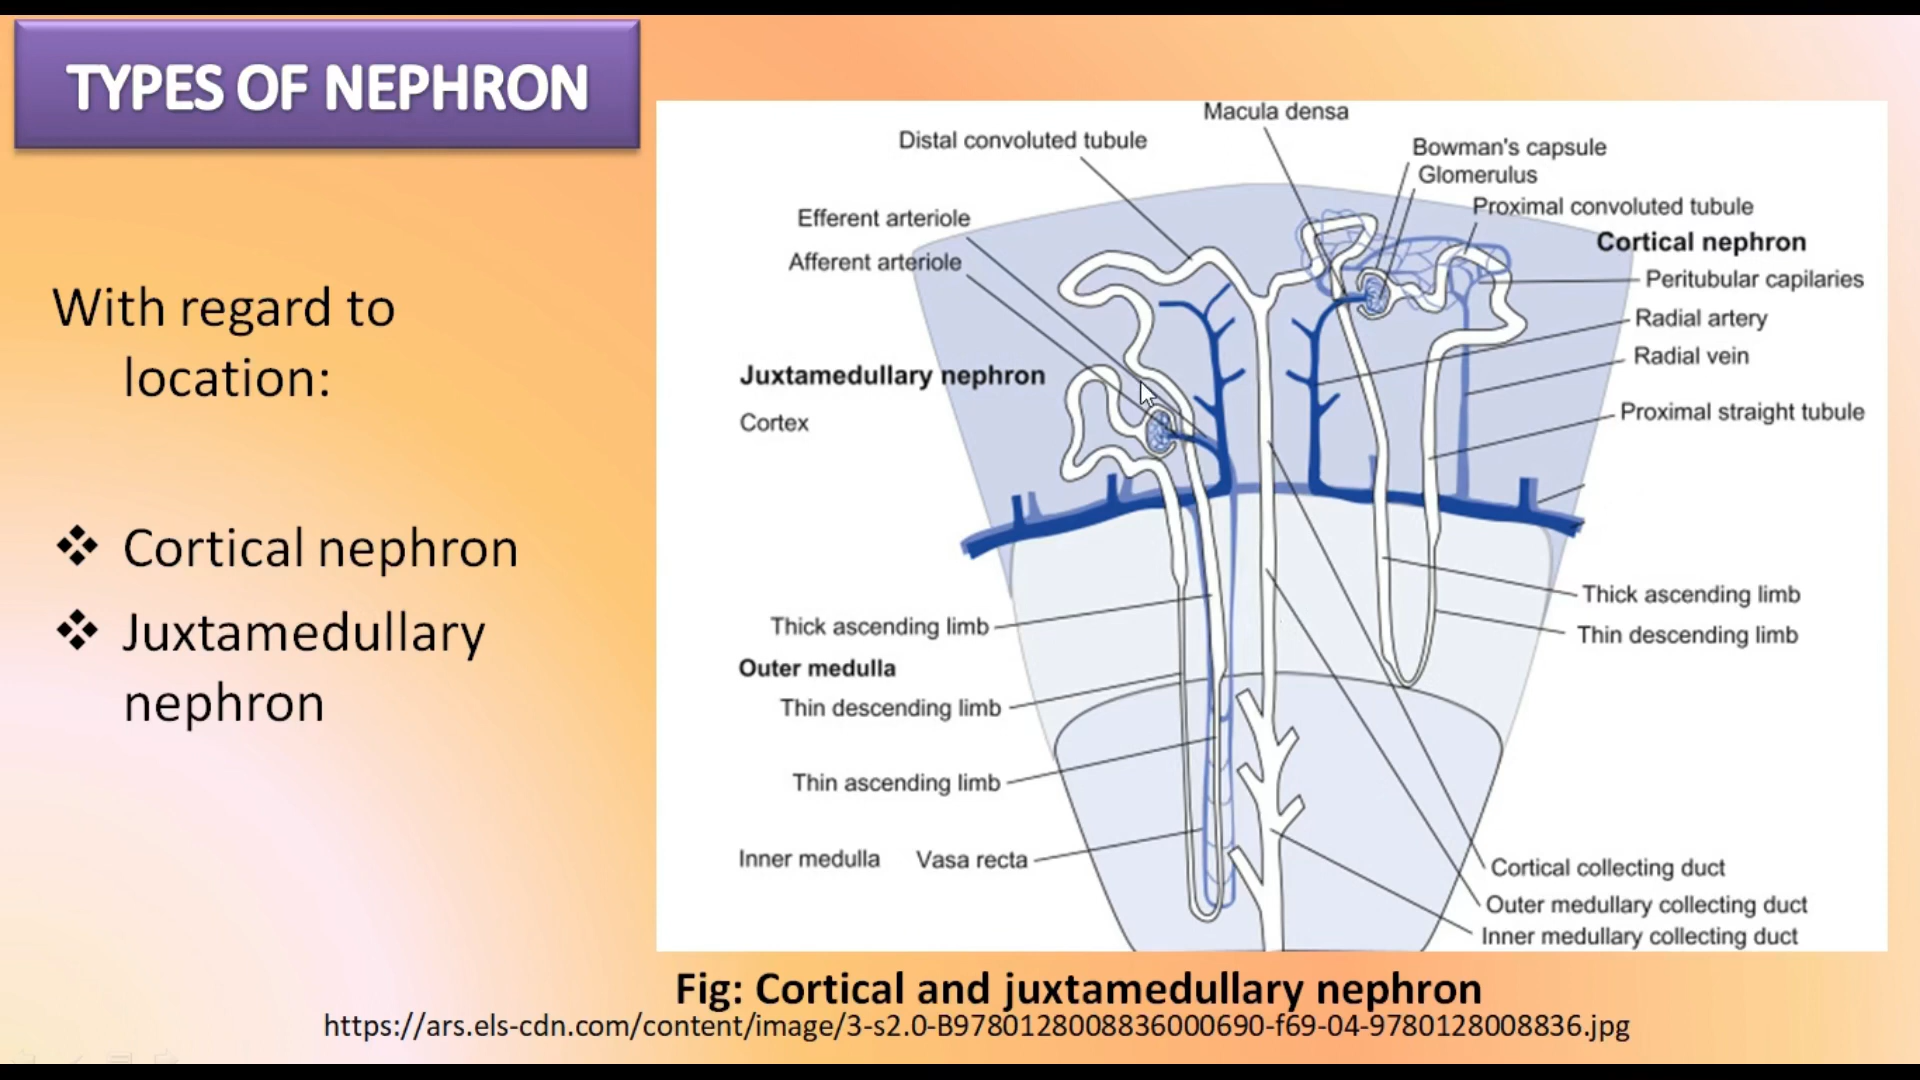 TYPES OF NEPHRON
With regard to
location:
❖ Cortical nephron
❖ Juxtamedullary
nephron
Macula densa
Distal convoluted tubule
Bowman's capsule
Glomerulus
Proximal convoluted tubule
Efferent arteriole
Cortical nephron
Afferent arteriole
Peritubular capilaries
Radial artery
Radial vein
Juxtamedullary nephron
Proximal straight tubule
Cortex
Thick ascending limb
Thick ascending limb
Thin descending limb
Outer medulla
Thin descending limb
Thin ascending limb
Inner medulla
Vasa recta
Cortical collecting duct
Outer medullary collecting duct
Inner medullary collecting duct
Fig: Cortical and juxtamedullary nephron
https://ars.els-cdn.com/content/image/3-s2.0-B9780128008836000690-f69-04-9780128008836.jpg